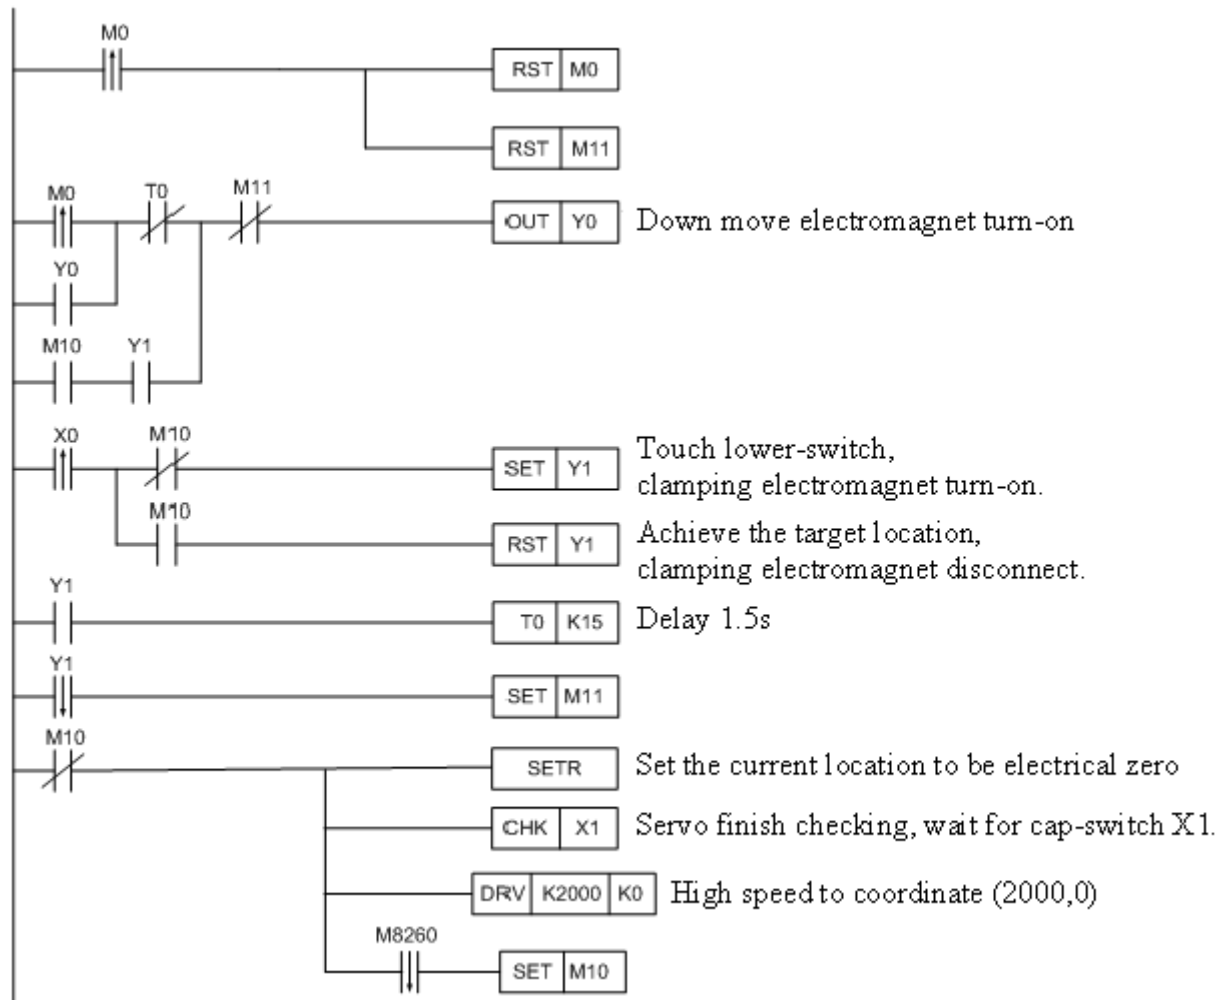 M0
RST M0
RST M11
M0 T0 M11
OUT Y0 Down move electromagnet turn-on
Y0
M10 Y1
X0 M10
SET Y1 Touch lower-switch,
clamping electromagnet turn-on.
M10
RST Y1 Achieve the target location,
clamping electromagnet disconnect.
Y1
T0 K15 Delay 1.5s
Y1
SET M11
M10
SETR Set the current location to be electrical zero
CHK X1 Servo finish checking, wait for cap-switch X1.
DRV K2000 K0 High speed to coordinate (2000,0)
M8260
SET M10